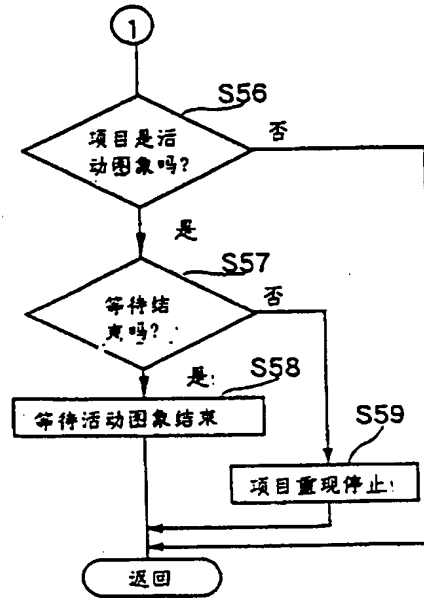 1
S56
项目是活
动图象吗?
否
是
S57
等待结
束吗?
否
是:
S58
等待活动图象结束
S59
项目重现停止:
返回